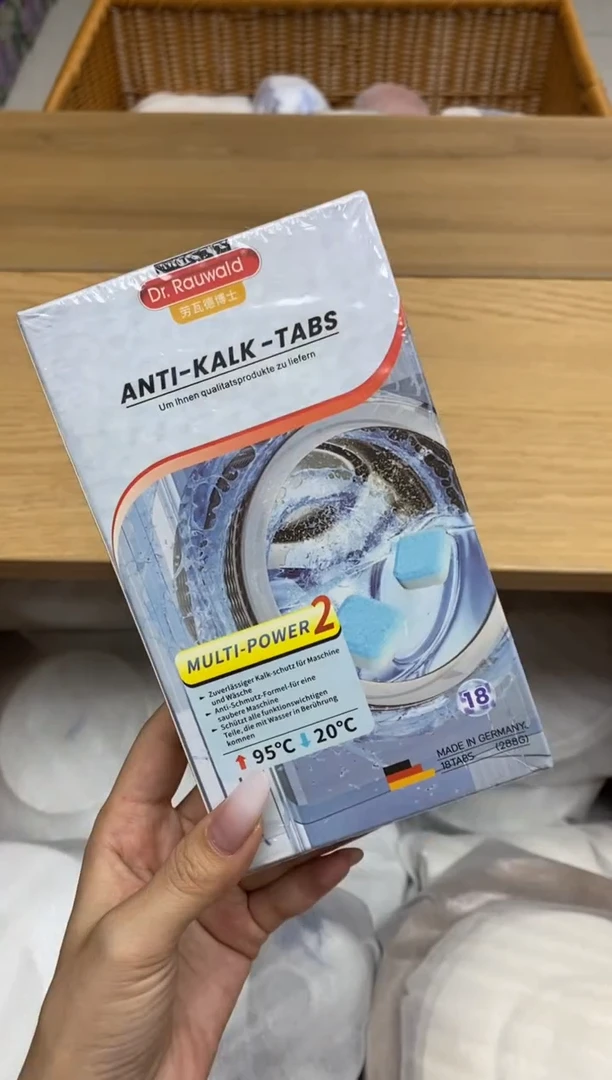 Dr. Rauwald
劳瓦德博士
ANTI-KALK-TABS
Um Ihnen qualitatsprodukte zu liefern
MULTI-POWER 2
Zuverlässiger Kalk-schutz für Maschine
und Wäsche
Anti-Schmutz-Formel-für eine
saubere Maschine
Schützt alle funktionswichtigen
Teile, die mit Wasser in Berührung
komnen
95°C 20°C
18
MADE IN GERMANY.
18TABS (288G)